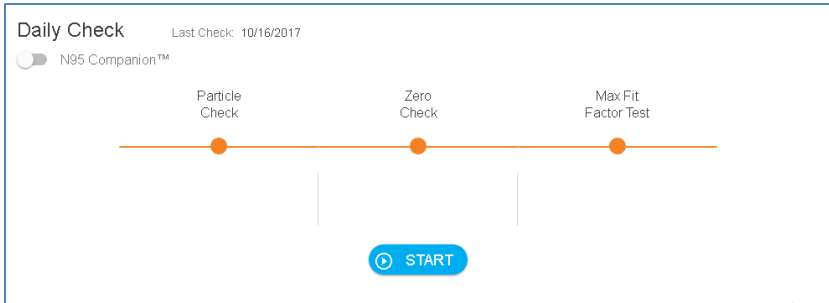 Daily Check Last Check: 10/16/2017
N95 Companion™
Particle Check
Zero Check
Max Fit Factor Test
START